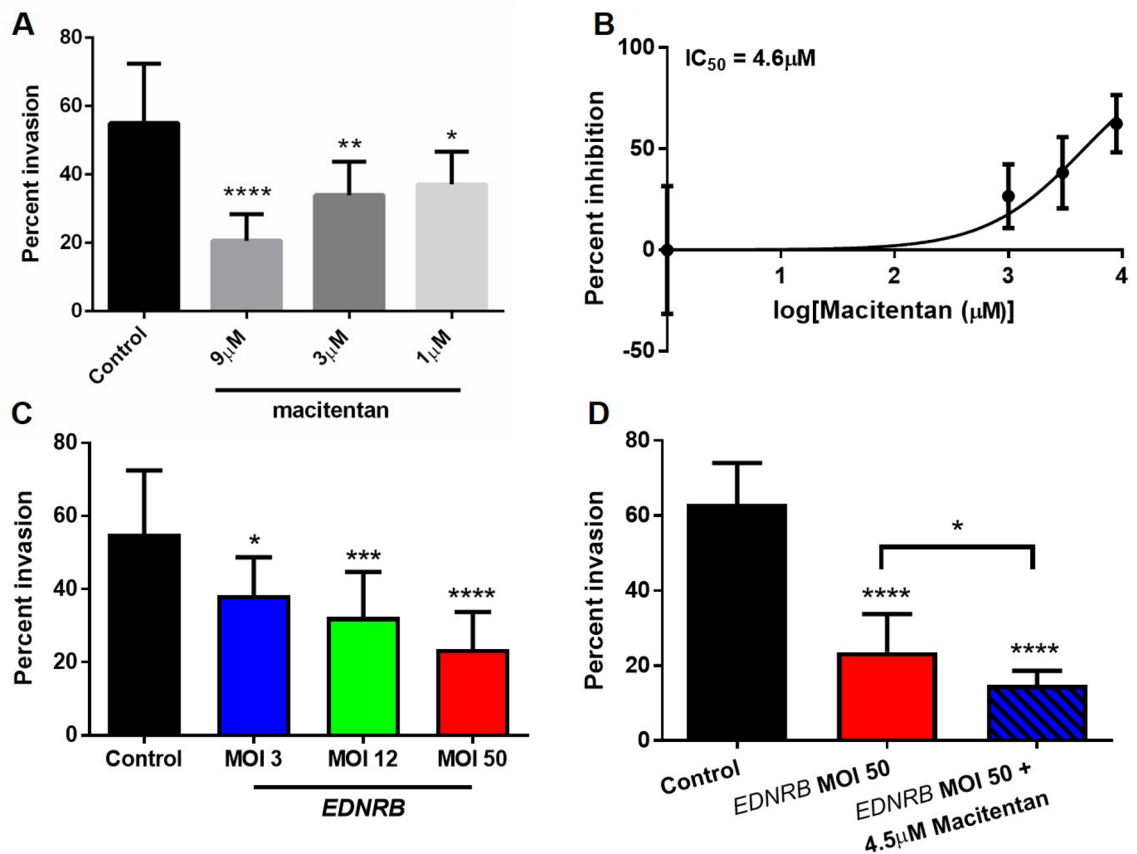 A
Percent invasion
80
60
40
20
0
****
**
*
Control
9μM
3μM
1μM
macitentan
B
Percent inhibition
100
50
0
-50
IC50 = 4.6μM
1
2
3
4
log[Macitentan (μM)]
C
Percent invasion
80
60
40
20
0
*
***
****
Control
MOI 3
MOI 12
MOI 50
EDNRB
D
Percent invasion
80
60
40
20
0
*
****
****
Control
EDNRB MOI 50
EDNRB MOI 50 +
4.5μM Macitentan